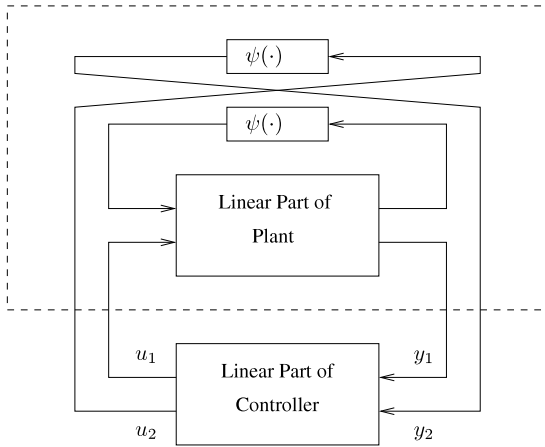 ψ(·)
ψ(·)
Linear Part of
Plant
u₁
y₁
Linear Part of
Controller
u₂
y₂